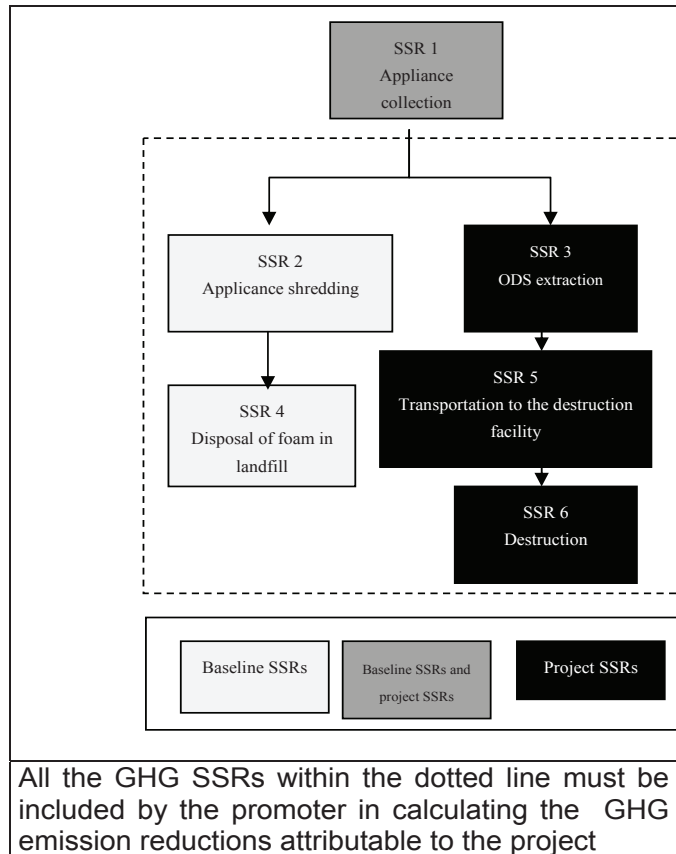 SSR 1
Appliance
collection
SSR 2
Applicance shredding
SSR 3
ODS extraction
SSR 4
Disposal of foam in
landfill
SSR 5
Transportation to the destruction
facility
SSR 6
Destruction
Baseline SSRs
Baseline SSRs and
project SSRs
Project SSRs
All the GHG SSRs within the dotted line must be
included by the promoter in calculating the GHG
emission reductions attributable to the project